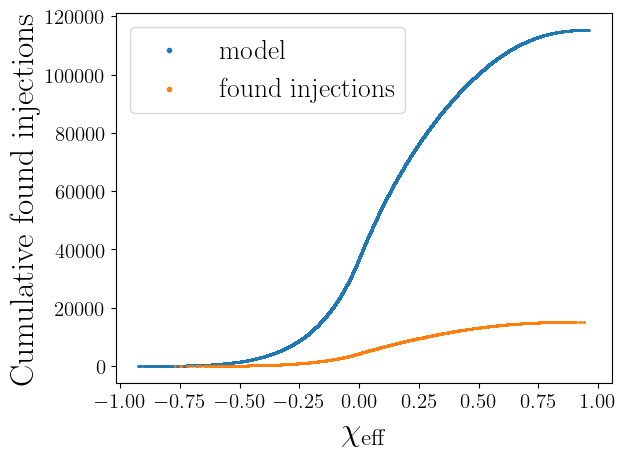 model
found injections
Cumulative found injections
120000
100000
80000
60000
40000
20000
0
−1.00 −0.75 −0.50 −0.25 0.00 0.25 0.50 0.75 1.00
χeff